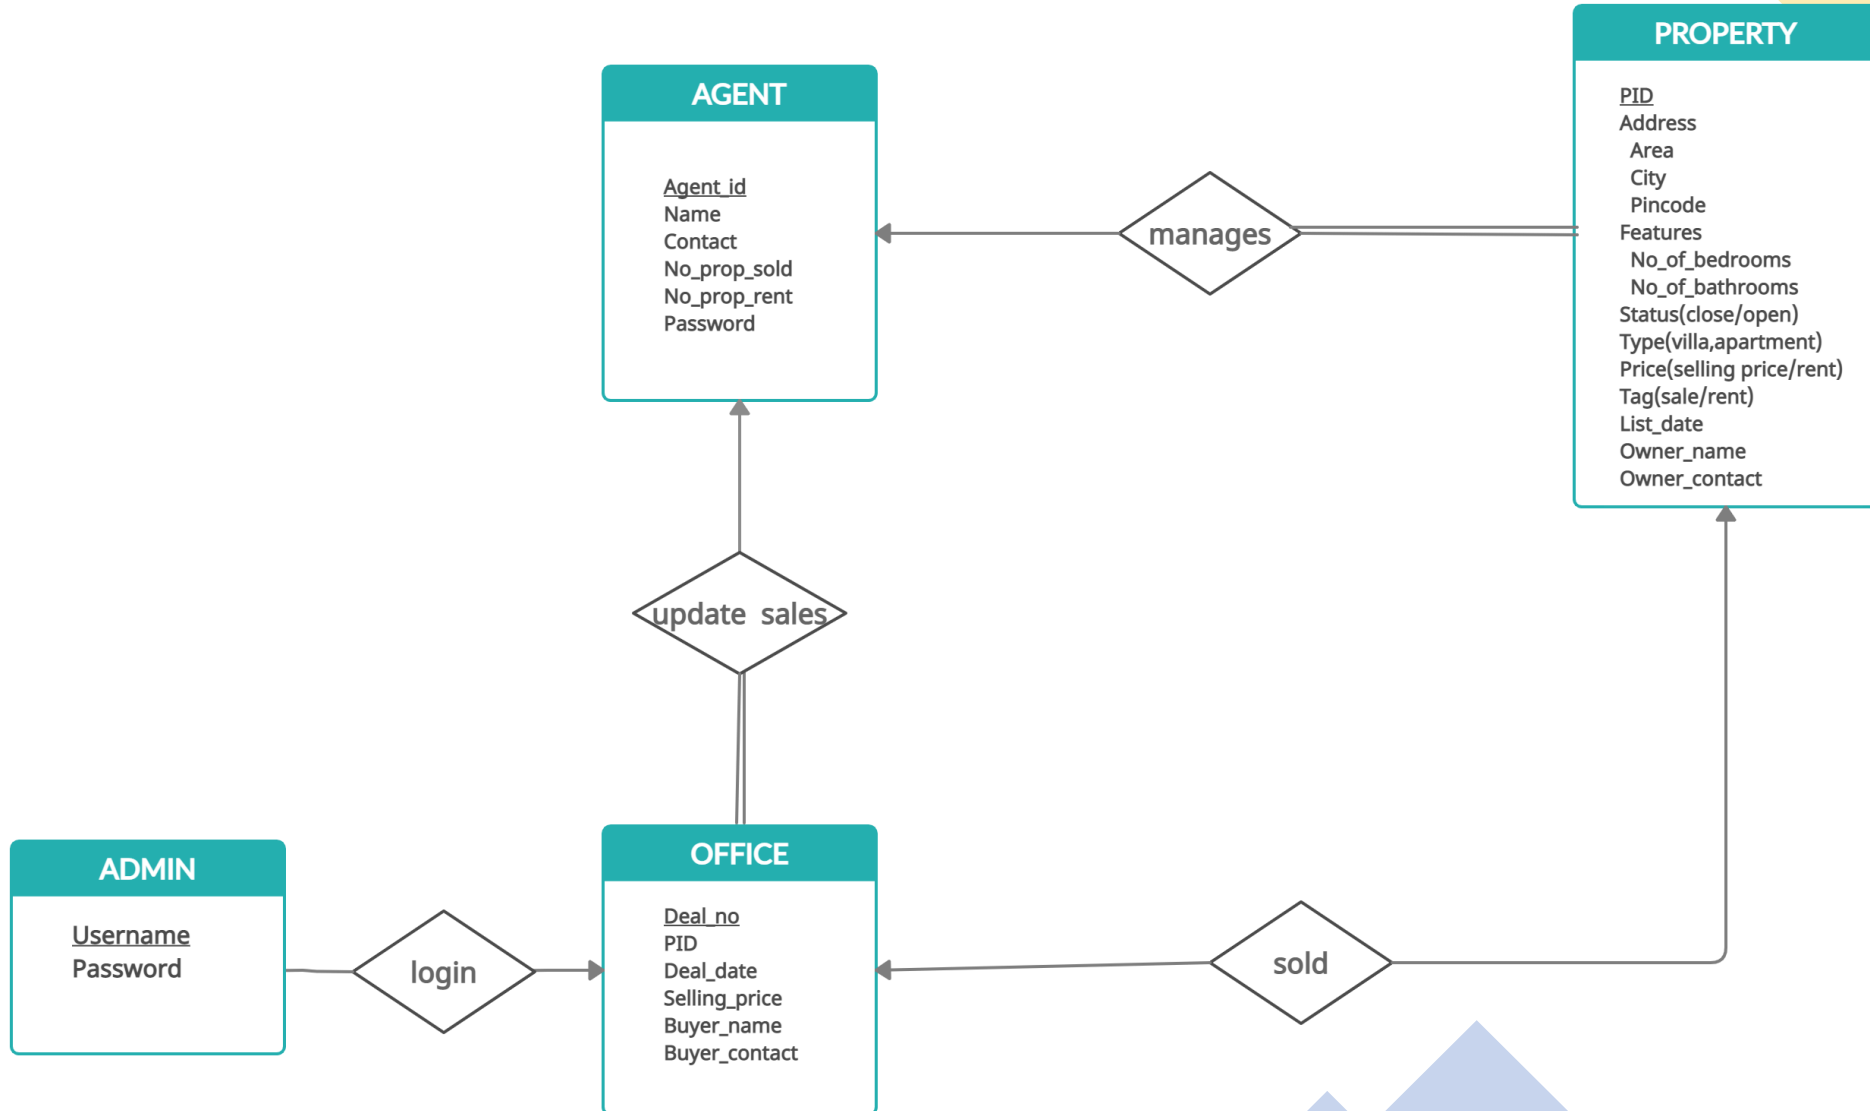 PROPERTY
PID
Address
Area
City
Pincode
Features
No_of_bedrooms
No_of_bathrooms
Status(close/open)
Type(villa,apartment)
Price(selling price/rent)
Tag(sale/rent)
List_date
Owner_name
Owner_contact
AGENT
Agent_id
Name
Contact
No_prop_sold
No_prop_rent
Password
manages
update sales
ADMIN
Username
Password
login
OFFICE
Deal_no
PID
Deal_date
Selling_price
Buyer_name
Buyer_contact
sold